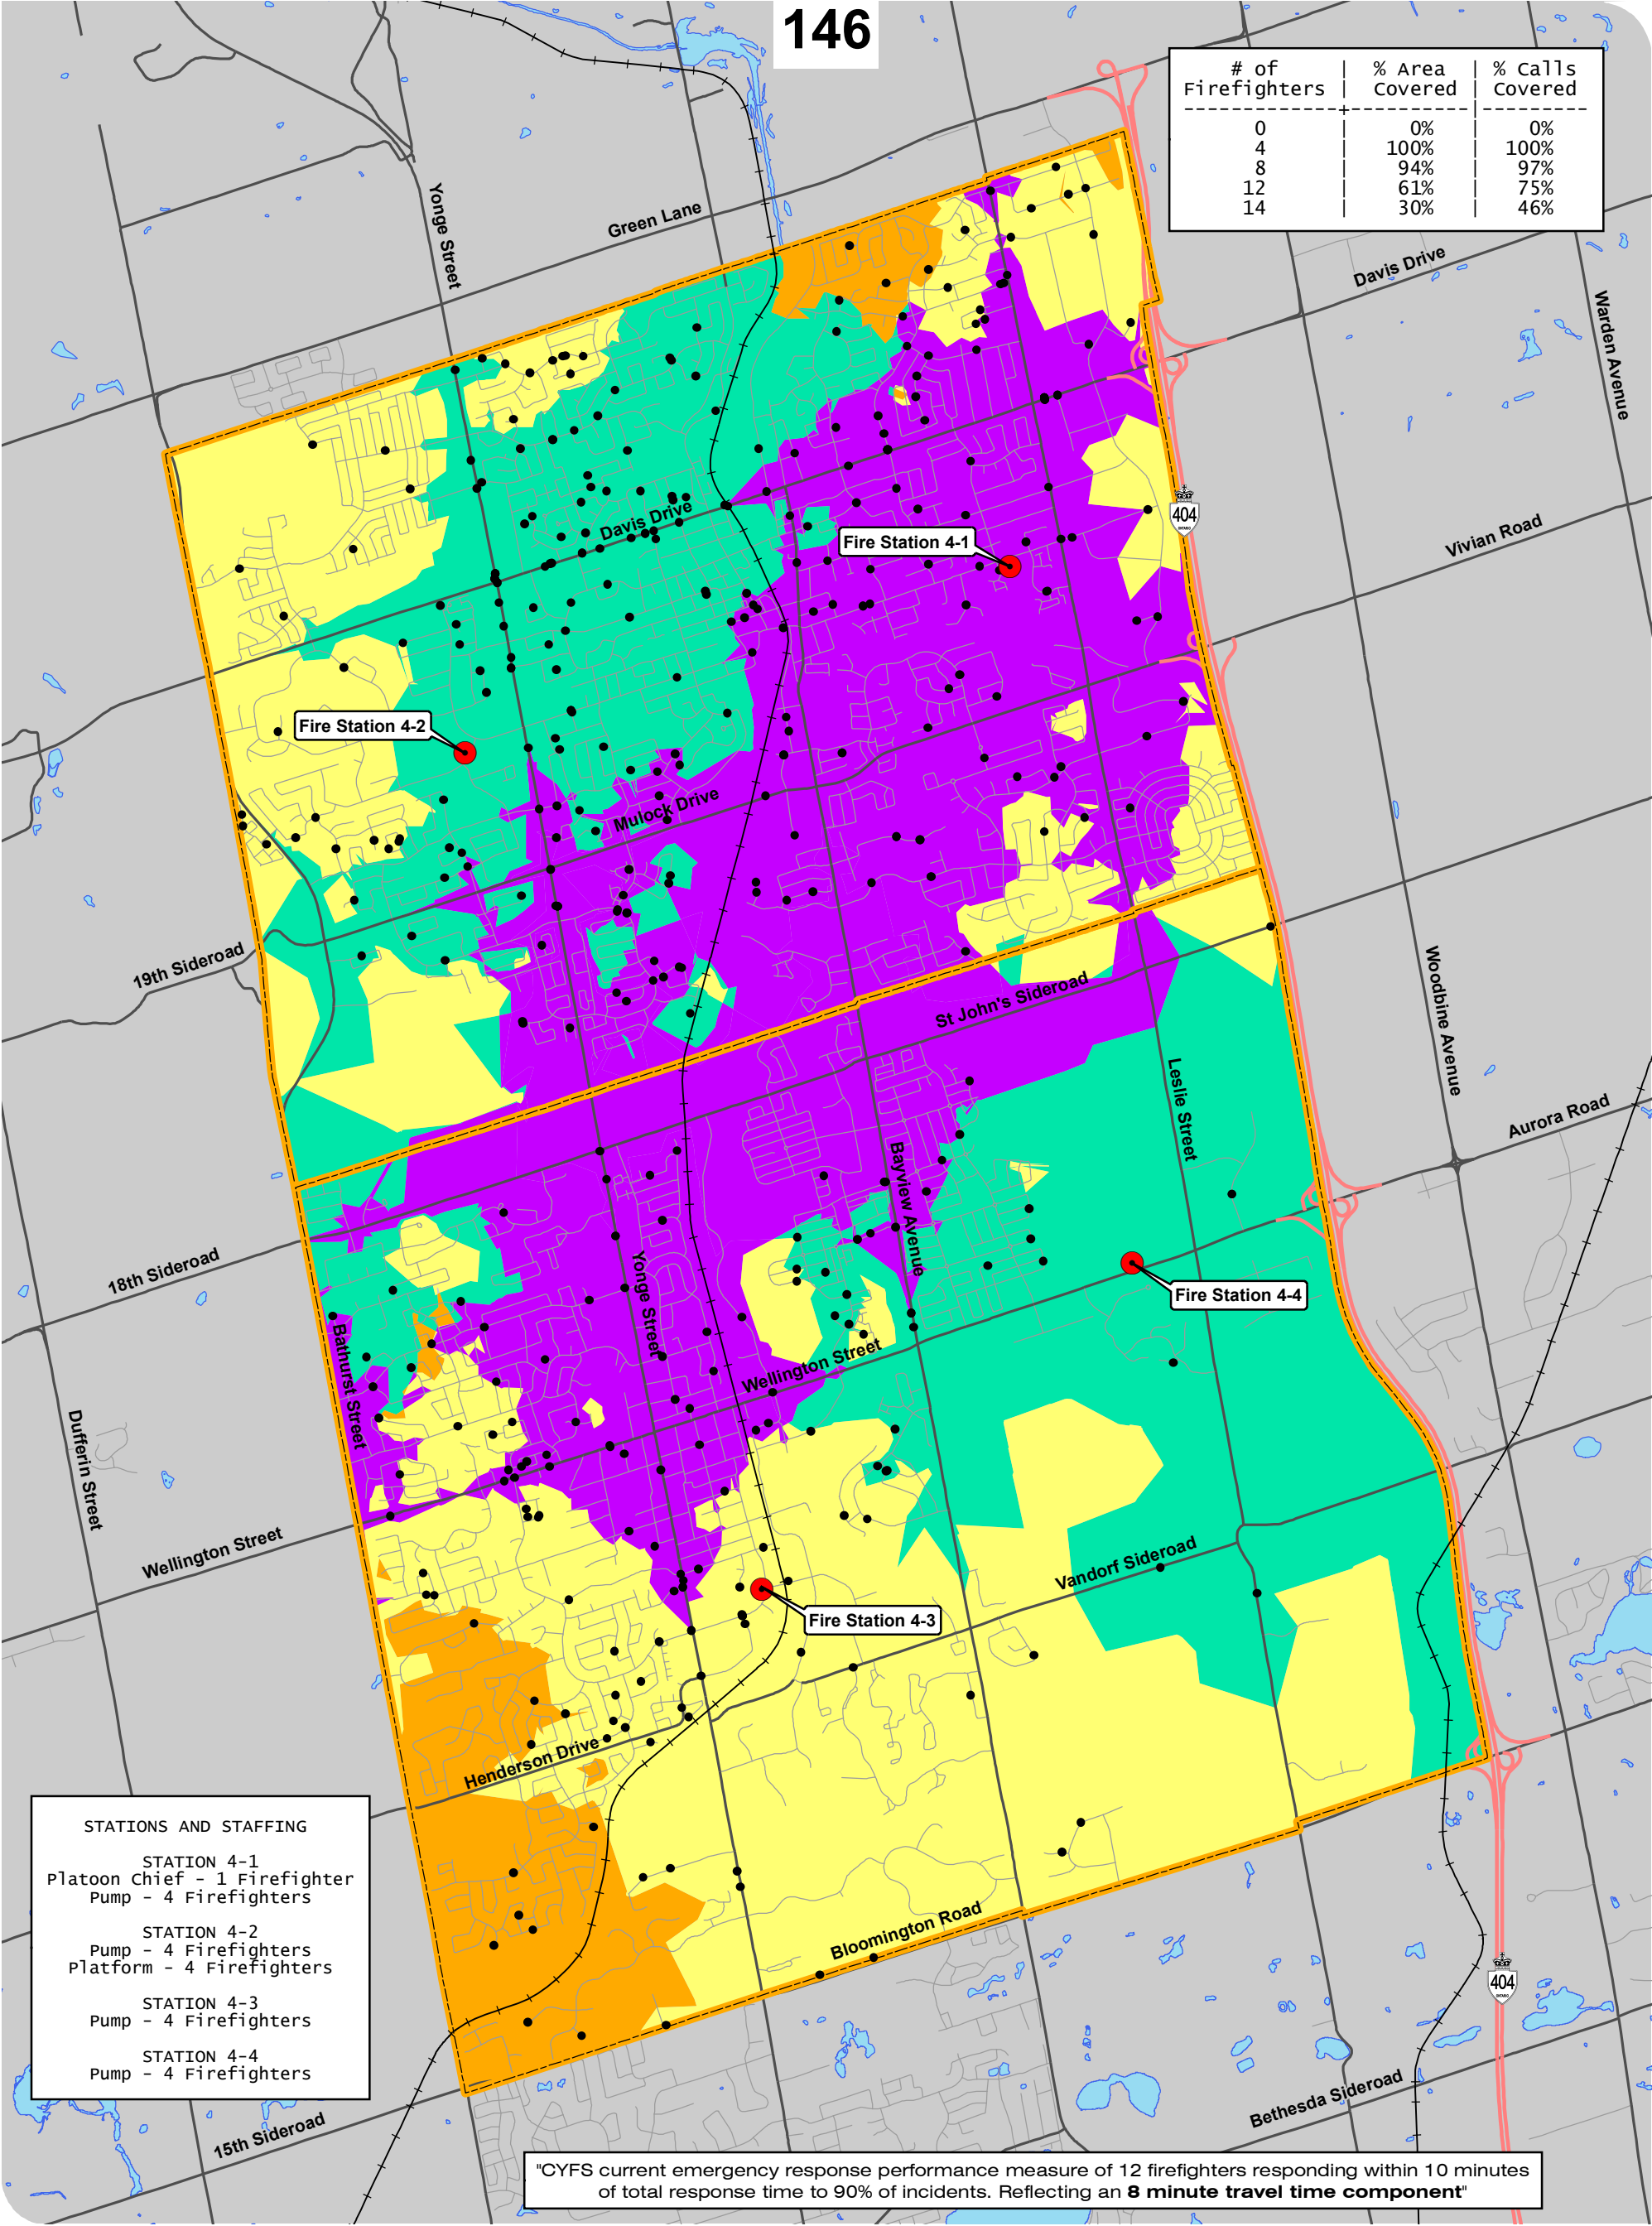 146
# of | % Area | % Calls
Firefighters | Covered | Covered
0 | 0% | 0%
4 | 100% | 100%
8 | 94% | 97%
12 | 61% | 75%
14 | 30% | 46%
Yonge Street
Green Lane
Davis Drive
Warden Avenue
404
ONTARIO
Davis Drive
Vivian Road
Fire Station 4-1
Fire Station 4-2
Mulock Drive
19th Sideroad
St John's Sideroad
Woodbine Avenue
Leslie Street
Aurora Road
Bayview Avenue
18th Sideroad
Yonge Street
Fire Station 4-4
Bathurst Street
Wellington Street
Dufferin Street
Wellington Street
Vandorf Sideroad
Fire Station 4-3
Henderson Drive
STATIONS AND STAFFING
STATION 4-1
Platoon Chief - 1 Firefighter
Pump - 4 Firefighters
STATION 4-2
Pump - 4 Firefighters
Platform - 4 Firefighters
STATION 4-3
Pump - 4 Firefighters
STATION 4-4
Pump - 4 Firefighters
Bloomington Road
404
ONTARIO
Bethesda Sideroad
15th Sideroad
"CYFS current emergency response performance measure of 12 firefighters responding within 10 minutes
of total response time to 90% of incidents. Reflecting an 8 minute travel time component"